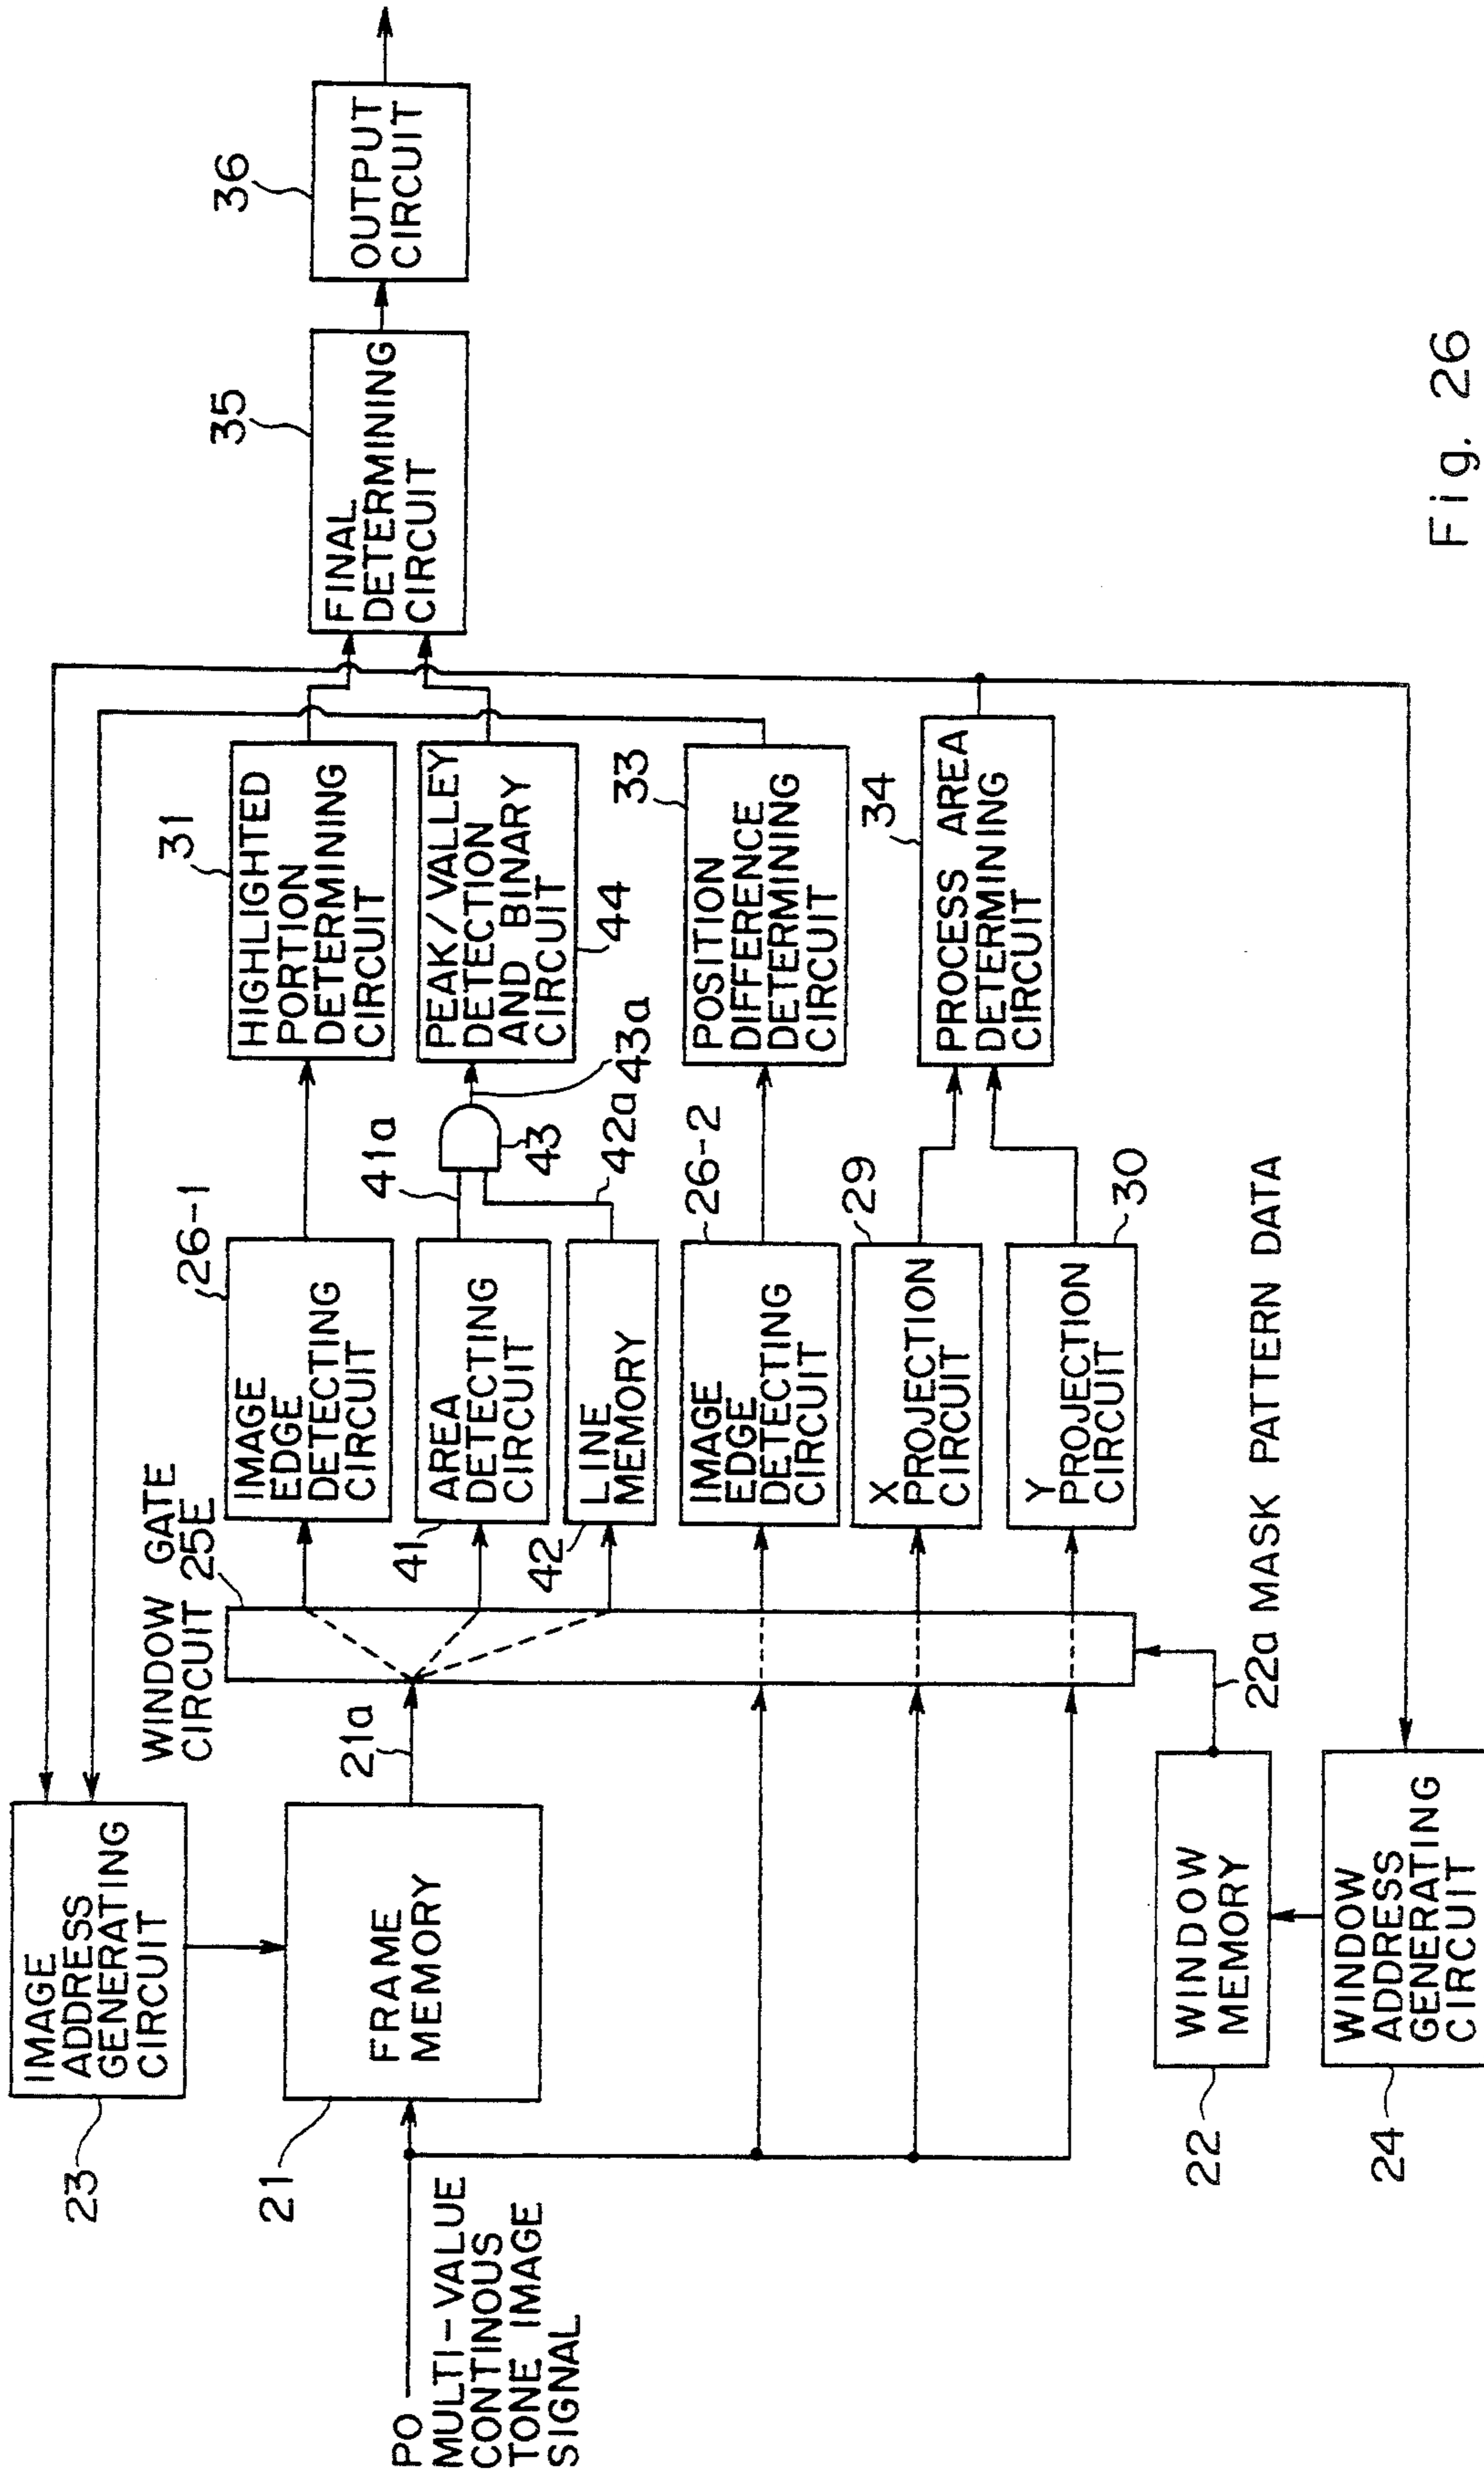 23
IMAGE
ADDRESS
GENERATING
CIRCUIT
21
FRAME
MEMORY
PO
MULTI-VALUE
CONTINOUS
TONE IMAGE
SIGNAL
21a
WINDOW GATE
CIRCUIT 25E
22
WINDOW
MEMORY
22a MASK PATTERN DATA
24
WINDOW
ADDRESS
GENERATING
CIRCUIT
26-1
IMAGE
EDGE
DETECTING
CIRCUIT
41
AREA
DETECTING
CIRCUIT
41a
42
LINE
MEMORY
42a
43
43a
26-2
IMAGE
EDGE
DETECTING
CIRCUIT
29
X
PROJECTION
CIRCUIT
30
Y
PROJECTION
CIRCUIT
31
HIGHLIGHTED
PORTION
DETERMINING
CIRCUIT
PEAK/VALLEY
DETECTION
AND BINARY
CIRCUIT
44
33
POSITION
DIFFERENCE
DETERMINING
CIRCUIT
34
PROCESS AREA
DETERMINING
CIRCUIT
35
FINAL
DETERMINING
CIRCUIT
36
OUTPUT
CIRCUIT
Fig. 26